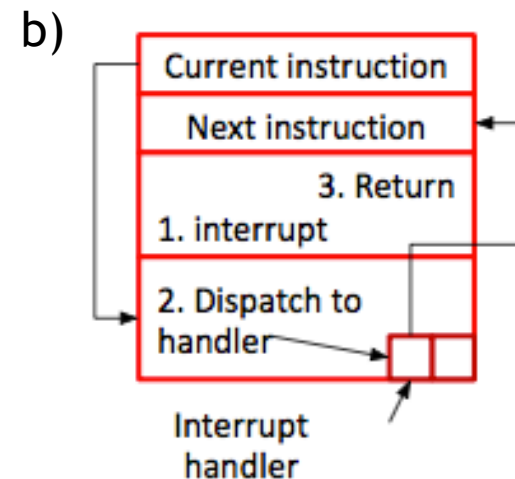 b)
Current instruction
Next instruction
3. Return
1. interrupt
2. Dispatch to
handler
Interrupt
handler